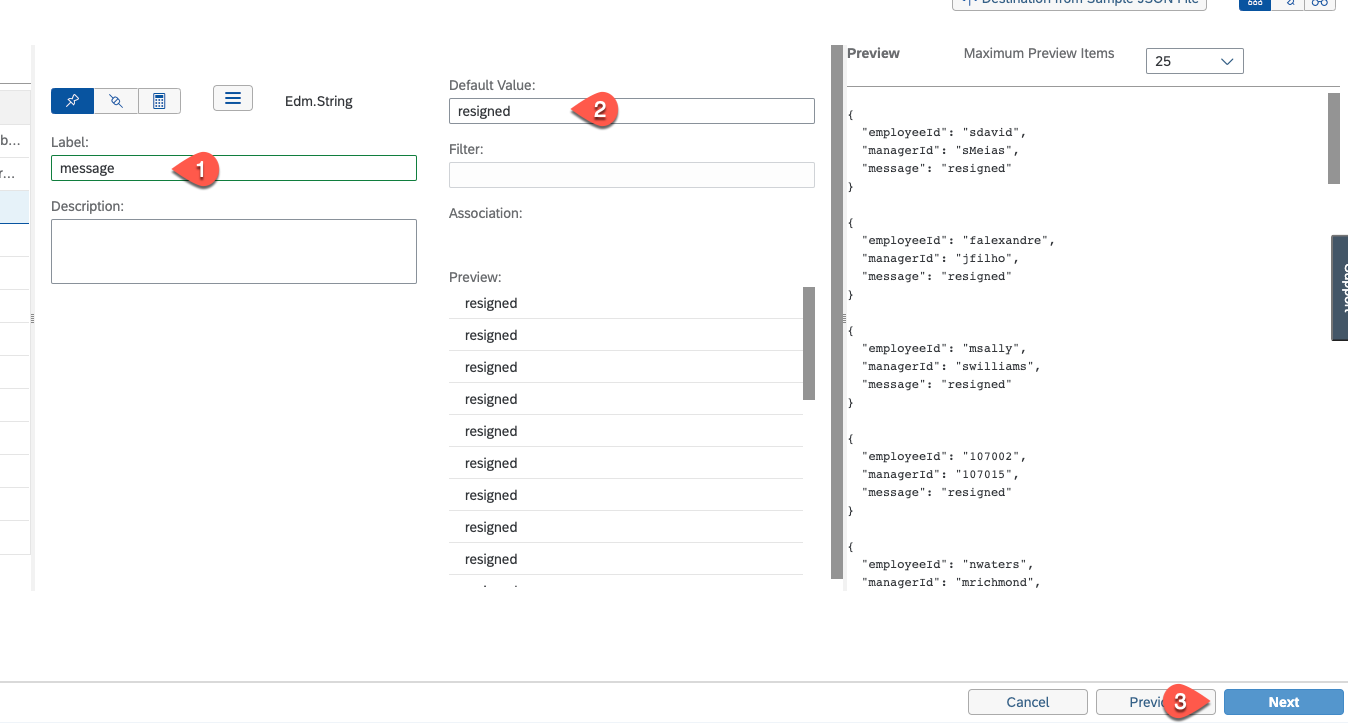 Destination from Sample JSON File
b...
r...
Edm.String
Label:
message
1
Description:
Default Value:
resigned
2
Filter:
Association:
Preview:
resigned
resigned
resigned
resigned
resigned
resigned
resigned
resigned
resigned
Preview
Maximum Preview Items
25
{
"employeeId": "sdavid",
"managerId": "sMeias",
"message": "resigned"
}
{
"employeeId": "falexandre",
"managerId": "jfilho",
"message": "resigned"
}
{
"employeeId": "msally",
"managerId": "swilliams",
"message": "resigned"
}
{
"employeeId": "107002",
"managerId": "107015",
"message": "resigned"
}
{
"employeeId": "nwaters",
"managerId": "mrichmond",
Support
Cancel
Previ
3
Next